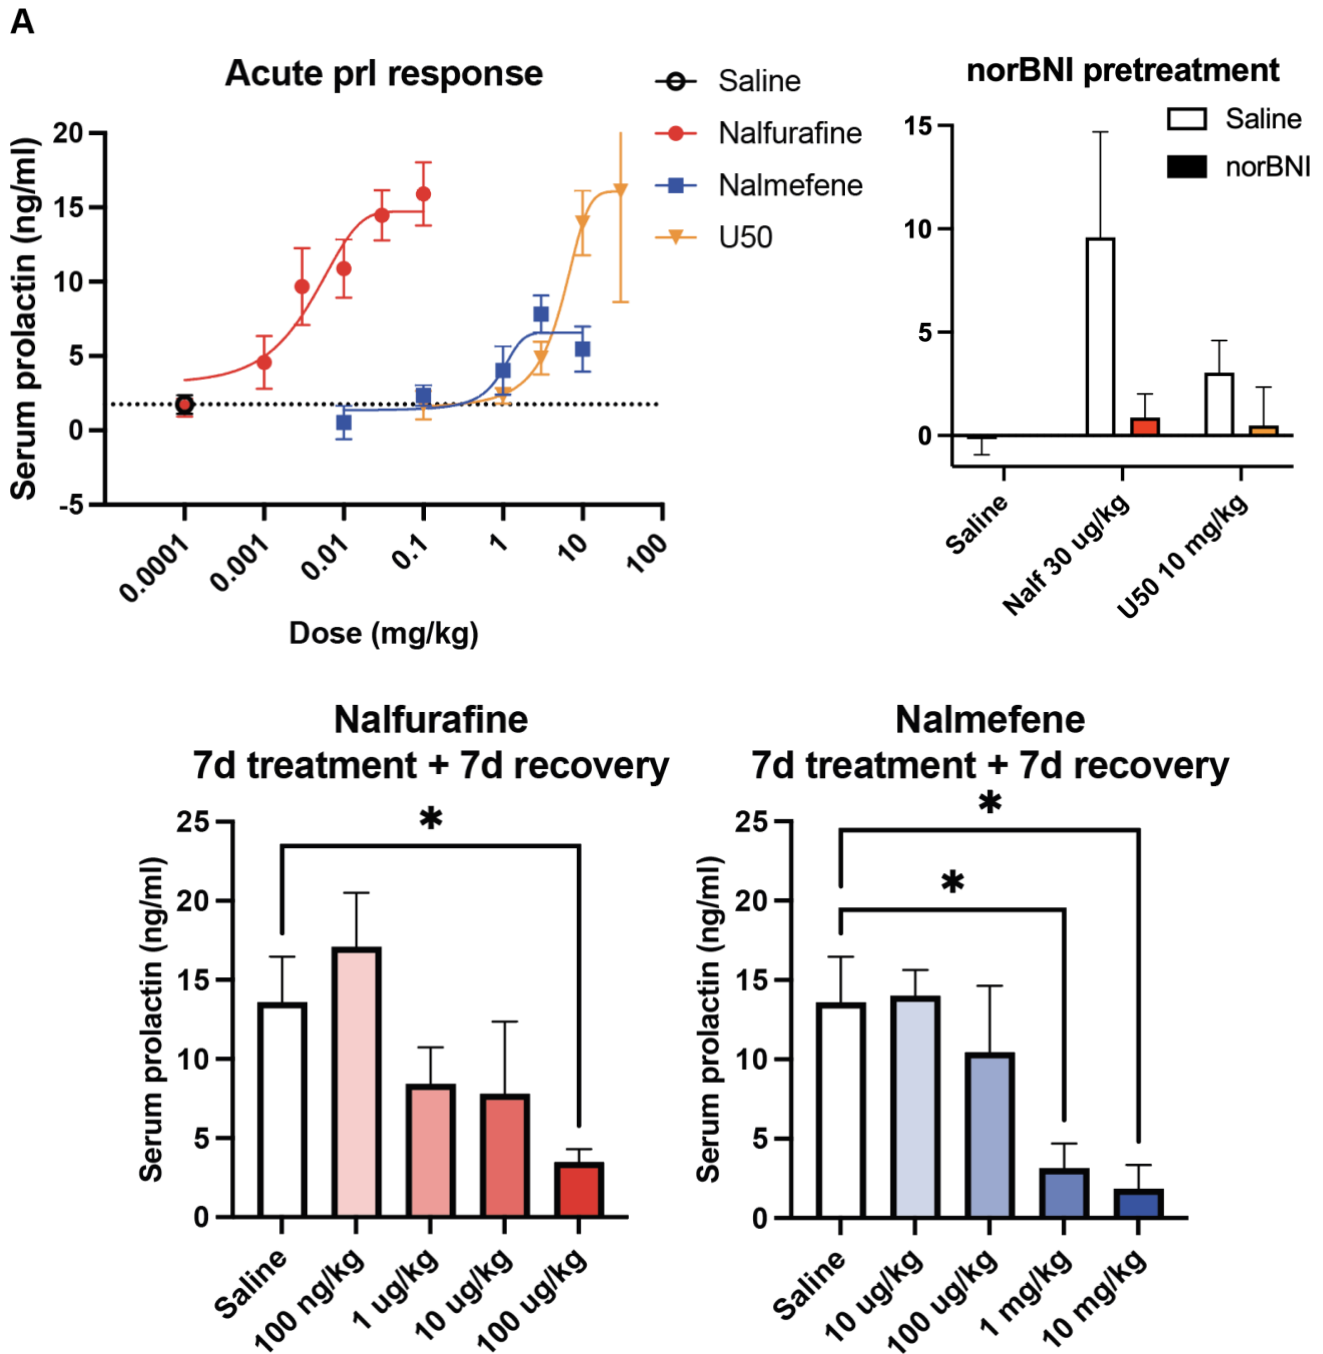 A
Acute prl response
Saline
Nalfurafine
Nalmefene
U50
Serum prolactin (ng/ml)
20
15
10
5
0
-5
0.0001
0.001
0.01
0.1
1
10
100
Dose (mg/kg)
norBNI pretreatment
Saline
norBNI
15
10
5
0
Saline
Nalf 30 ug/kg
U50 10 mg/kg
Nalfurafine
7d treatment + 7d recovery
*
Serum prolactin (ng/ml)
25
20
15
10
5
0
Saline
100 ng/kg
1 ug/kg
10 ug/kg
100 ug/kg
Nalmefene
7d treatment + 7d recovery
*
*
Serum prolactin (ng/ml)
25
20
15
10
5
0
Saline
10 ug/kg
100 ug/kg
1 mg/kg
10 mg/kg